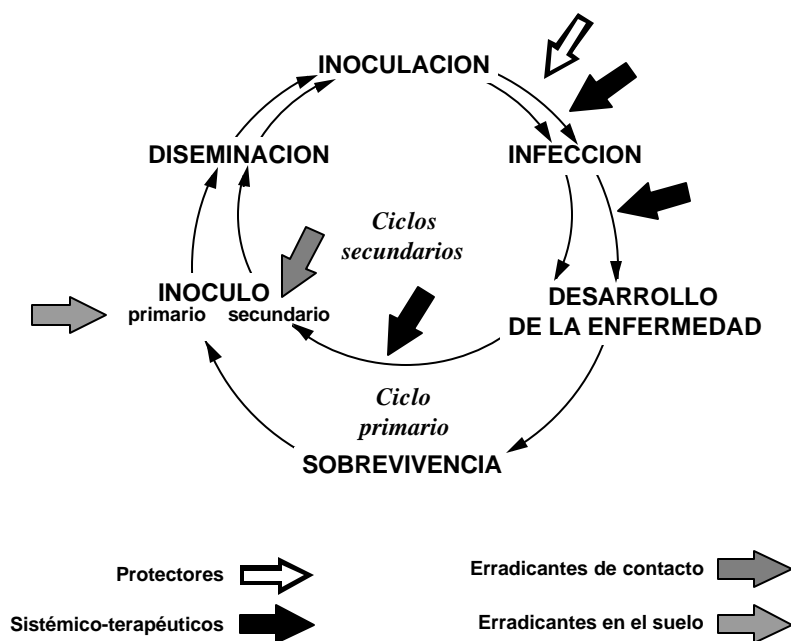 INOCULACION
DISEMINACION
INFECCION
Ciclos
secundarios
INOCULO
primario secundario
DESARROLLO
DE LA ENFERMEDAD
Ciclo
primario
SOBREVIVENCIA
Protectores
Erradicantes de contacto
Sistémico-terapéuticos
Erradicantes en el suelo